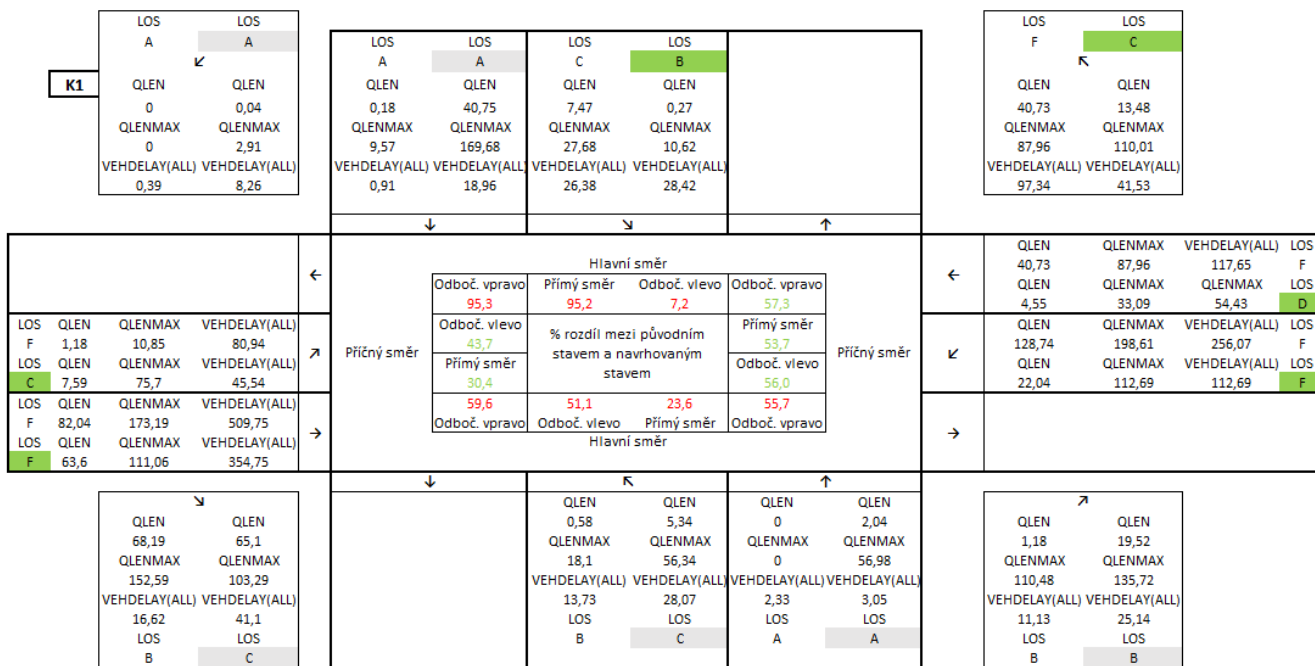 LOS LOS
A A
↙
K1
QLEN QLEN
0 0,04
QLENMAX QLENMAX
0 2,91
VEHDELAY(ALL) VEHDELAY(ALL)
0,39 8,26
LOS LOS LOS LOS
A A C B
QLEN QLEN QLEN QLEN
0,18 40,75 7,47 0,27
QLENMAX QLENMAX QLENMAX QLENMAX
9,57 169,68 27,68 10,62
VEHDELAY(ALL) VEHDELAY(ALL) VEHDELAY(ALL) VEHDELAY(ALL)
0,91 18,96 26,38 28,42
↓ ↘ ↑
LOS LOS
F C
↖
QLEN QLEN
40,73 13,48
QLENMAX QLENMAX
87,96 110,01
VEHDELAY(ALL) VEHDELAY(ALL)
97,34 41,53
←
LOS QLEN QLENMAX VEHDELAY(ALL)
F 1,18 10,85 80,94
↗
LOS QLEN QLENMAX VEHDELAY(ALL)
C 7,59 75,7 45,54
LOS QLEN QLENMAX VEHDELAY(ALL)
F 82,04 173,19 509,75
→
LOS QLEN QLENMAX VEHDELAY(ALL)
F 63,6 111,06 354,75
Hlavní směr
Odboč. vpravo Přímý směr Odboč. vlevo Odboč. vpravo
95,3 95,2 7,2 57,3
Odboč. vlevo Přímý směr
43,7 53,7
% rozdíl mezi původním
stavem a navrhovaným
stavem
Příčný směr Příčný směr
Přímý směr Odboč. vlevo
30,4 56,0
59,6 51,1 23,6 55,7
Odboč. vpravo Odboč. vlevo Přímý směr Odboč. vpravo
Hlavní směr
←
QLEN QLENMAX VEHDELAY(ALL) LOS
40,73 87,96 117,65 F
QLEN QLENMAX QLENMAX LOS
4,55 33,09 54,43 D
QLEN QLENMAX VEHDELAY(ALL) LOS
128,74 198,61 256,07 F
↙
QLEN QLENMAX VEHDELAY(ALL) LOS
22,04 112,69 112,69 F
→
↘
QLEN QLEN
68,19 65,1
QLENMAX QLENMAX
152,59 103,29
VEHDELAY(ALL) VEHDELAY(ALL)
16,62 41,1
LOS LOS
B C
↓ ↖ ↑
QLEN QLEN QLEN QLEN
0,58 5,34 0 2,04
QLENMAX QLENMAX QLENMAX QLENMAX
18,1 56,34 0 56,98
VEHDELAY(ALL) VEHDELAY(ALL) VEHDELAY(ALL) VEHDELAY(ALL)
13,73 28,07 2,33 3,05
LOS LOS LOS LOS
B C A A
↗
QLEN QLEN
1,18 19,52
QLENMAX QLENMAX
110,48 135,72
VEHDELAY(ALL) VEHDELAY(ALL)
11,13 25,14
LOS LOS
B B